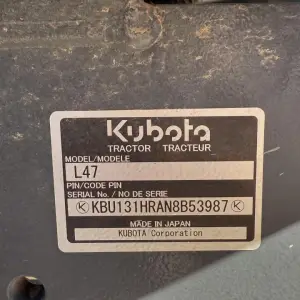 Kubota
TRACTOR TRACTEUR
MODEL/MODELE
L47
PIN/CODE PIN
SERIAL No. / NO DE SERIE
KBU131HRAN8B53987
MADE IN JAPAN
KUBOTA Corporation